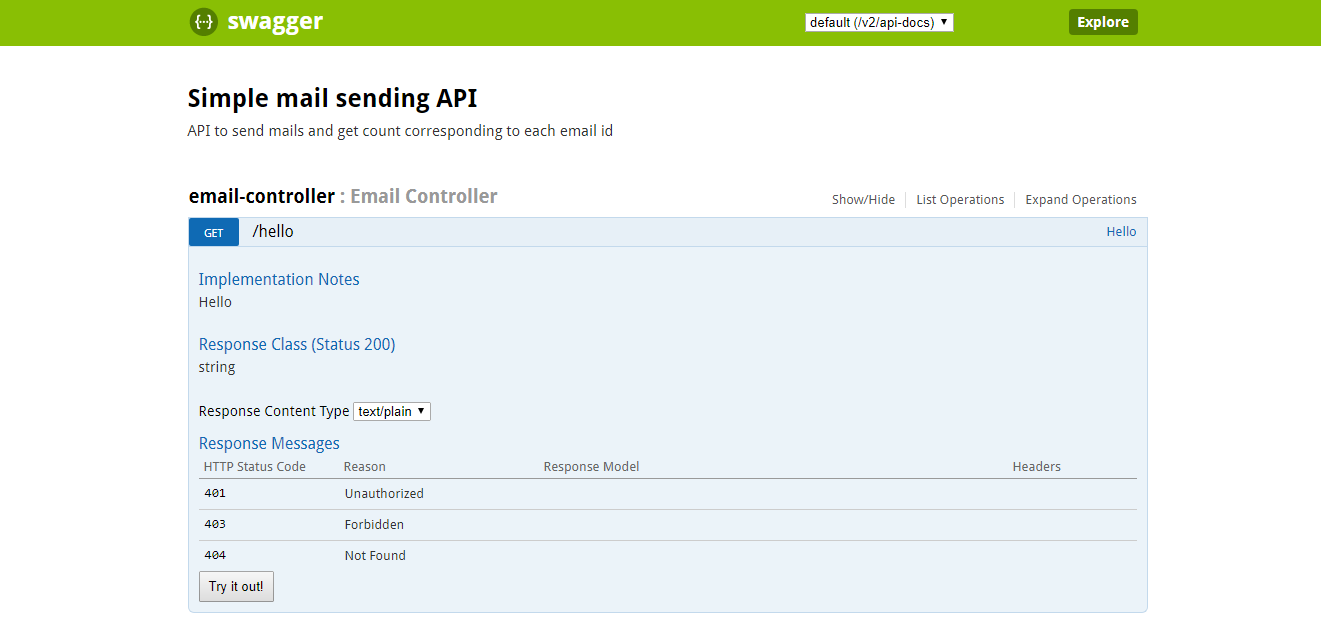 {···} swagger default (/v2/api-docs) ▼ Explore
Simple mail sending API
API to send mails and get count corresponding to each email id
email-controller : Email Controller Show/Hide List Operations Expand Operations
GET /hello Hello
Implementation Notes
Hello
Response Class (Status 200)
string
Response Content Type text/plain ▼
Response Messages
HTTP Status Code Reason Response Model Headers
401 Unauthorized
403 Forbidden
404 Not Found
Try it out!